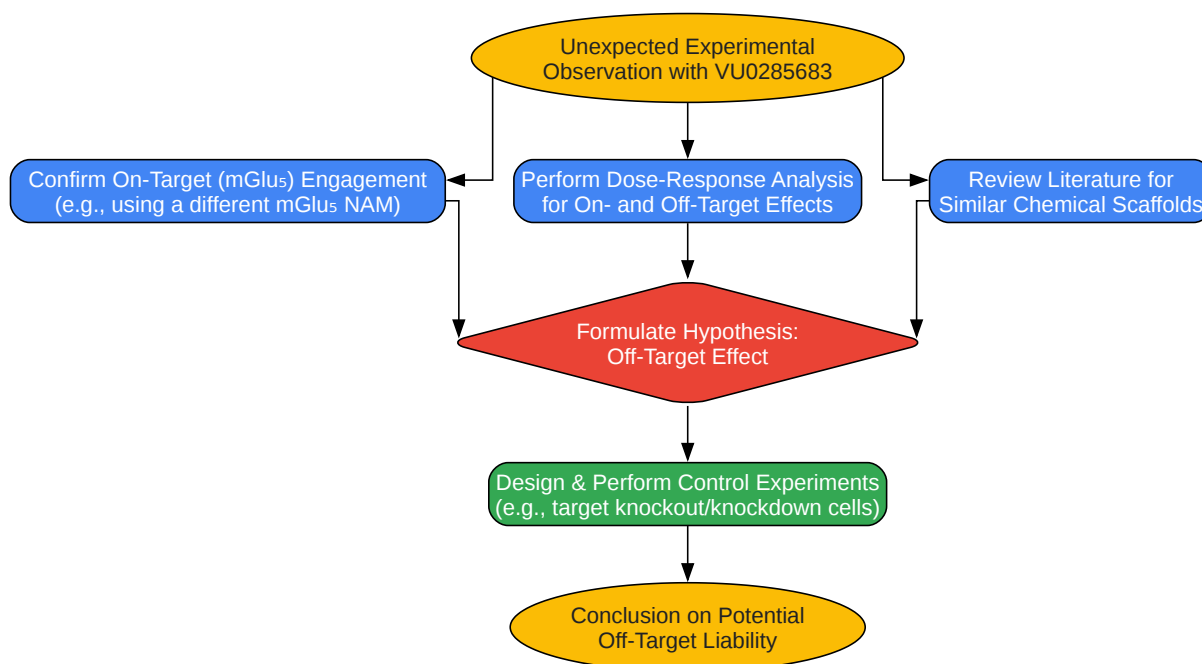 Unexpected Experimental
Observation with VU0285683
Confirm On-Target (mGlu₅) Engagement
(e.g., using a different mGlu₅ NAM)
Perform Dose-Response Analysis
for On- and Off-Target Effects
Review Literature for
Similar Chemical Scaffolds
Formulate Hypothesis:
Off-Target Effect
Design & Perform Control Experiments
(e.g., target knockout/knockdown cells)
Conclusion on Potential
Off-Target Liability